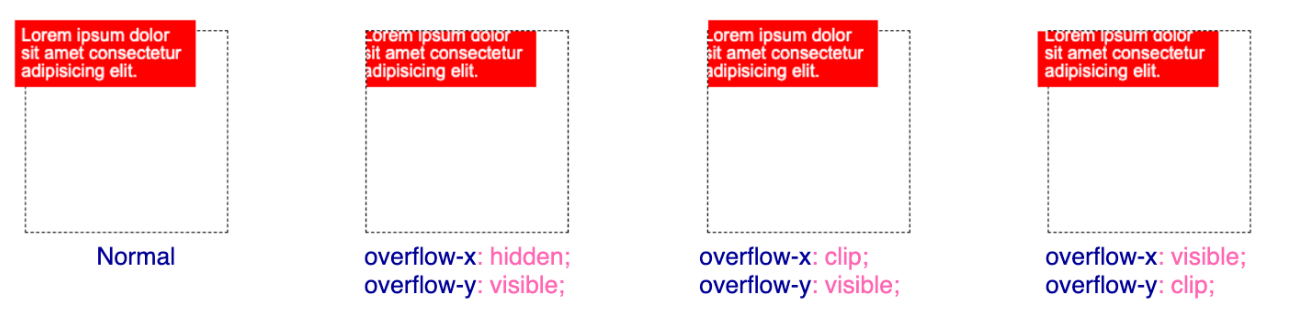 Lorem ipsum dolor
sit amet consectetur
adipisicing elit.
Normal
Lorem ipsum dolor
sit amet consectetur
adipisicing elit.
overflow-x: hidden;
overflow-y: visible;
Lorem ipsum dolor
sit amet consectetur
adipisicing elit.
overflow-x: clip;
overflow-y: visible;
Lorem ipsum dolor
sit amet consectetur
adipisicing elit.
overflow-x: visible;
overflow-y: clip;